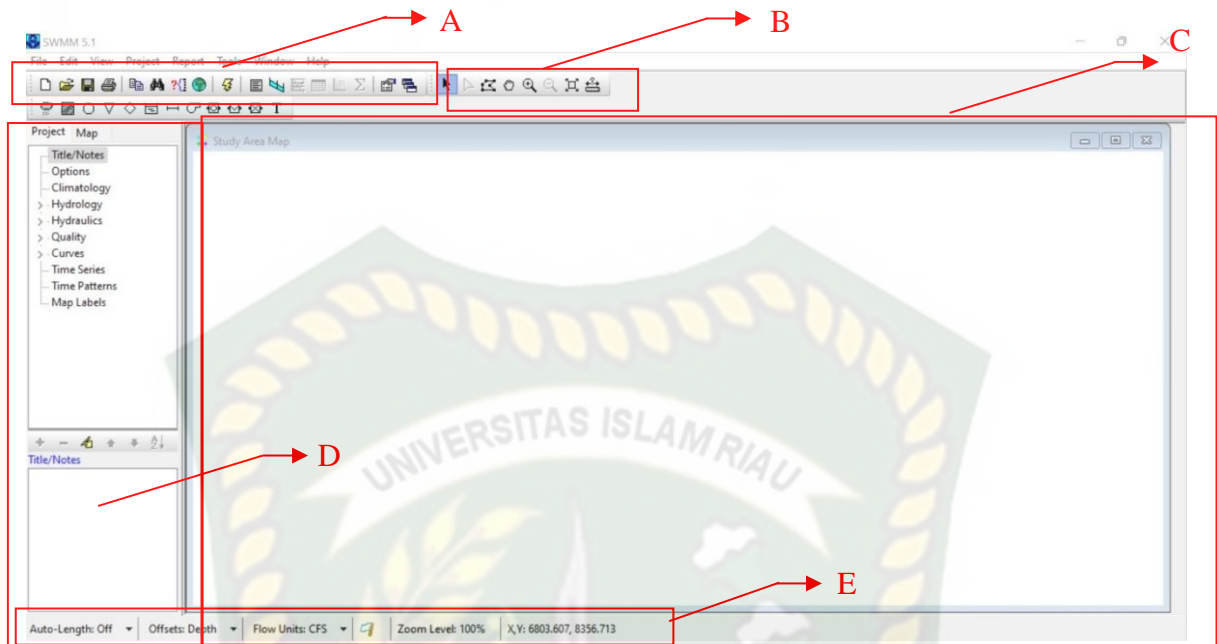 A
B
SWMM 5.1
C
File Edit View Project Report Tools Window Help
T
Project Map
Study Area Map
Title/Notes
Options
Climatology
Hydrology
Hydraulics
Quality
Curves
Time Series
Time Patterns
Map Labels
UNIVERSITAS ISLAM RIAU
D
Title/Notes
E
Auto-Length: Off Offsets: Depth Flow Units: CFS Zoom Level: 100% X,Y: 6803.607, 8356.713